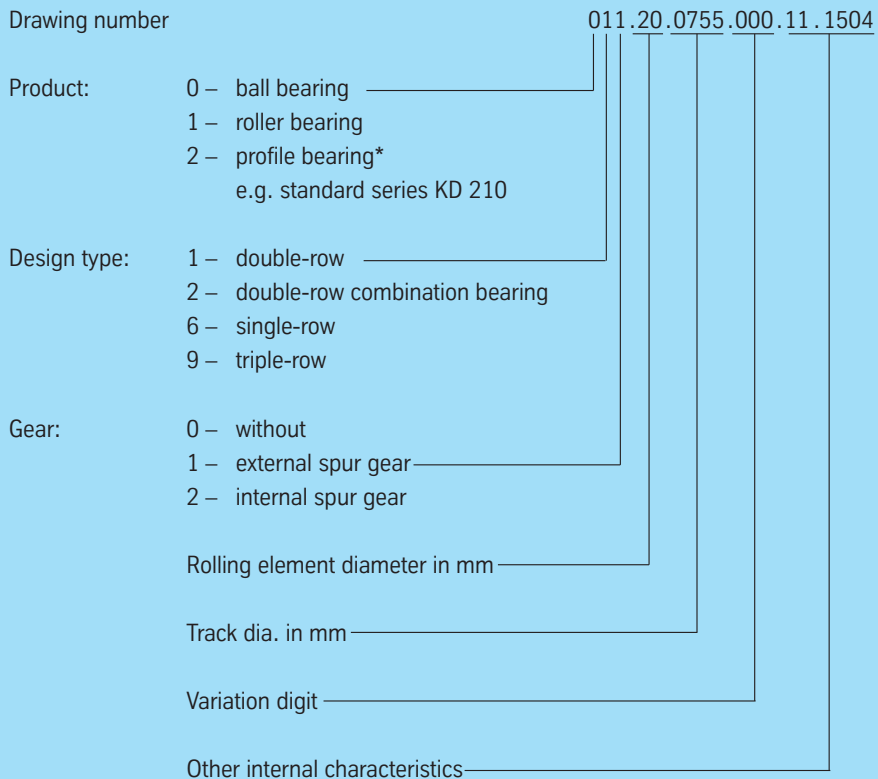 Drawing number 011.20.0755.000.11.1504
Product: 0 – ball bearing
1 – roller bearing
2 – profile bearing*
e.g. standard series KD 210
Design type: 1 – double-row
2 – double-row combination bearing
6 – single-row
9 – triple-row
Gear: 0 – without
1 – external spur gear
2 – internal spur gear
Rolling element diameter in mm
Track dia. in mm
Variation digit
Other internal characteristics